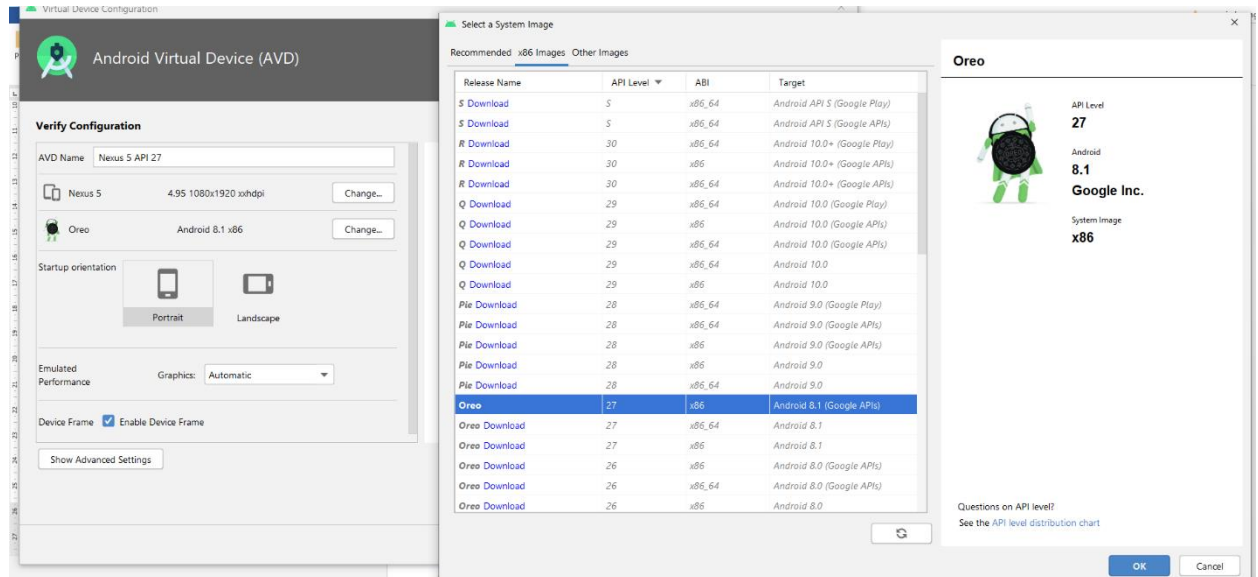 Virtual Device Configuration
Android Virtual Device (AVD)
Verify Configuration
AVD Name Nexus 5 API 27
Nexus 5 4.95 1080x1920 xxhdpi Change...
Oreo Android 8.1 x86 Change...
Startup orientation
Portrait Landscape
Emulated
Performance
Graphics: Automatic
Device Frame Enable Device Frame
Show Advanced Settings
Select a System Image
Recommended x86 Images Other Images
Release Name API Level ABI Target
S Download S x86_64 Android API S (Google Play)
S Download S x86_64 Android API S (Google APIs)
R Download 30 x86_64 Android 10.0+ (Google Play)
R Download 30 x86 Android 10.0+ (Google APIs)
R Download 30 x86_64 Android 10.0+ (Google APIs)
Q Download 29 x86_64 Android 10.0 (Google Play)
Q Download 29 x86 Android 10.0 (Google APIs)
Q Download 29 x86_64 Android 10.0 (Google APIs)
Q Download 29 x86_64 Android 10.0
Q Download 29 x86 Android 10.0
Pie Download 28 x86_64 Android 9.0 (Google Play)
Pie Download 28 x86_64 Android 9.0 (Google APIs)
Pie Download 28 x86 Android 9.0 (Google APIs)
Pie Download 28 x86 Android 9.0
Pie Download 28 x86_64 Android 9.0
Oreo 27 x86 Android 8.1 (Google APIs)
Oreo Download 27 x86_64 Android 8.1
Oreo Download 27 x86 Android 8.1
Oreo Download 26 x86 Android 8.0 (Google APIs)
Oreo Download 26 x86_64 Android 8.0 (Google APIs)
Oreo Download 26 x86 Android 8.0
Oreo
API Level
27
Android
8.1
Google Inc.
System Image
x86
Questions on API level?
See the API level distribution chart
OK Cancel